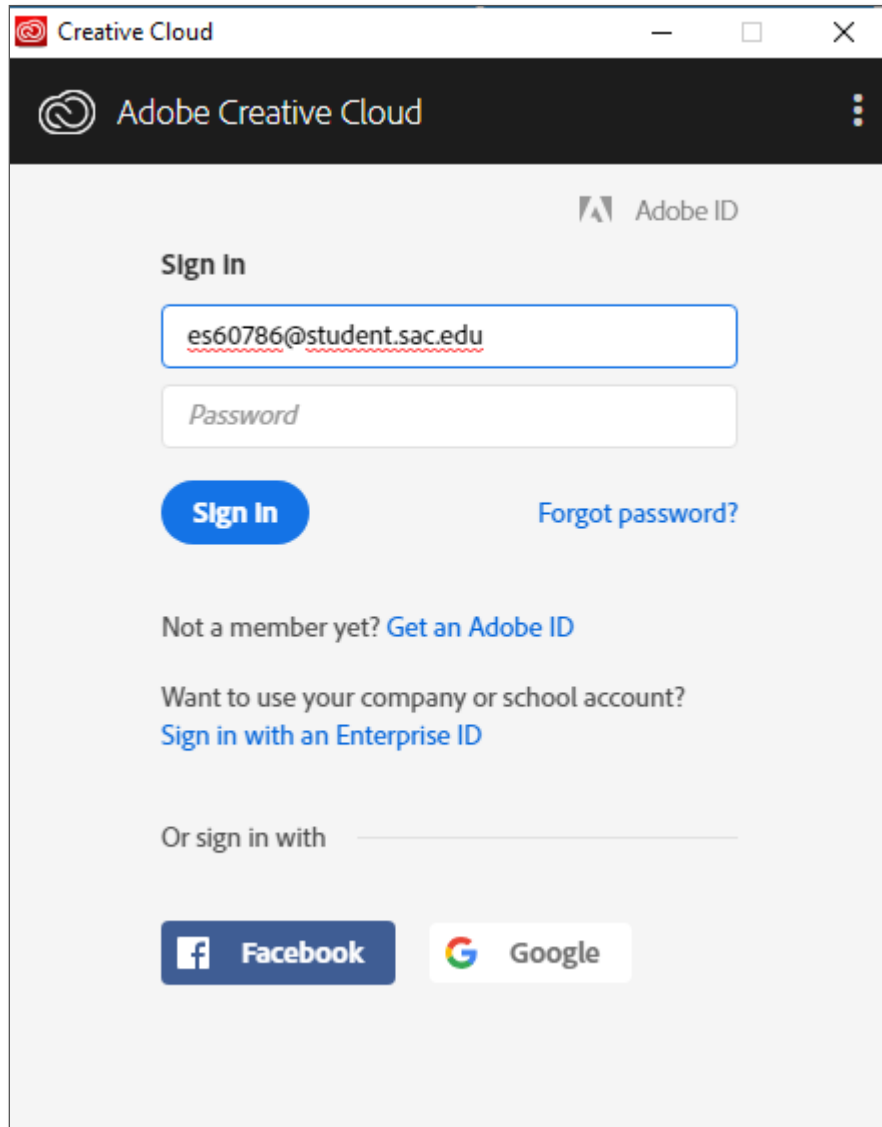 Creative Cloud
Adobe Creative Cloud
Adobe ID
Sign in
es60786@student.sac.edu
Password
Sign in Forgot password?
Not a member yet? Get an Adobe ID
Want to use your company or school account?
Sign in with an Enterprise ID
Or sign in with
Facebook Google